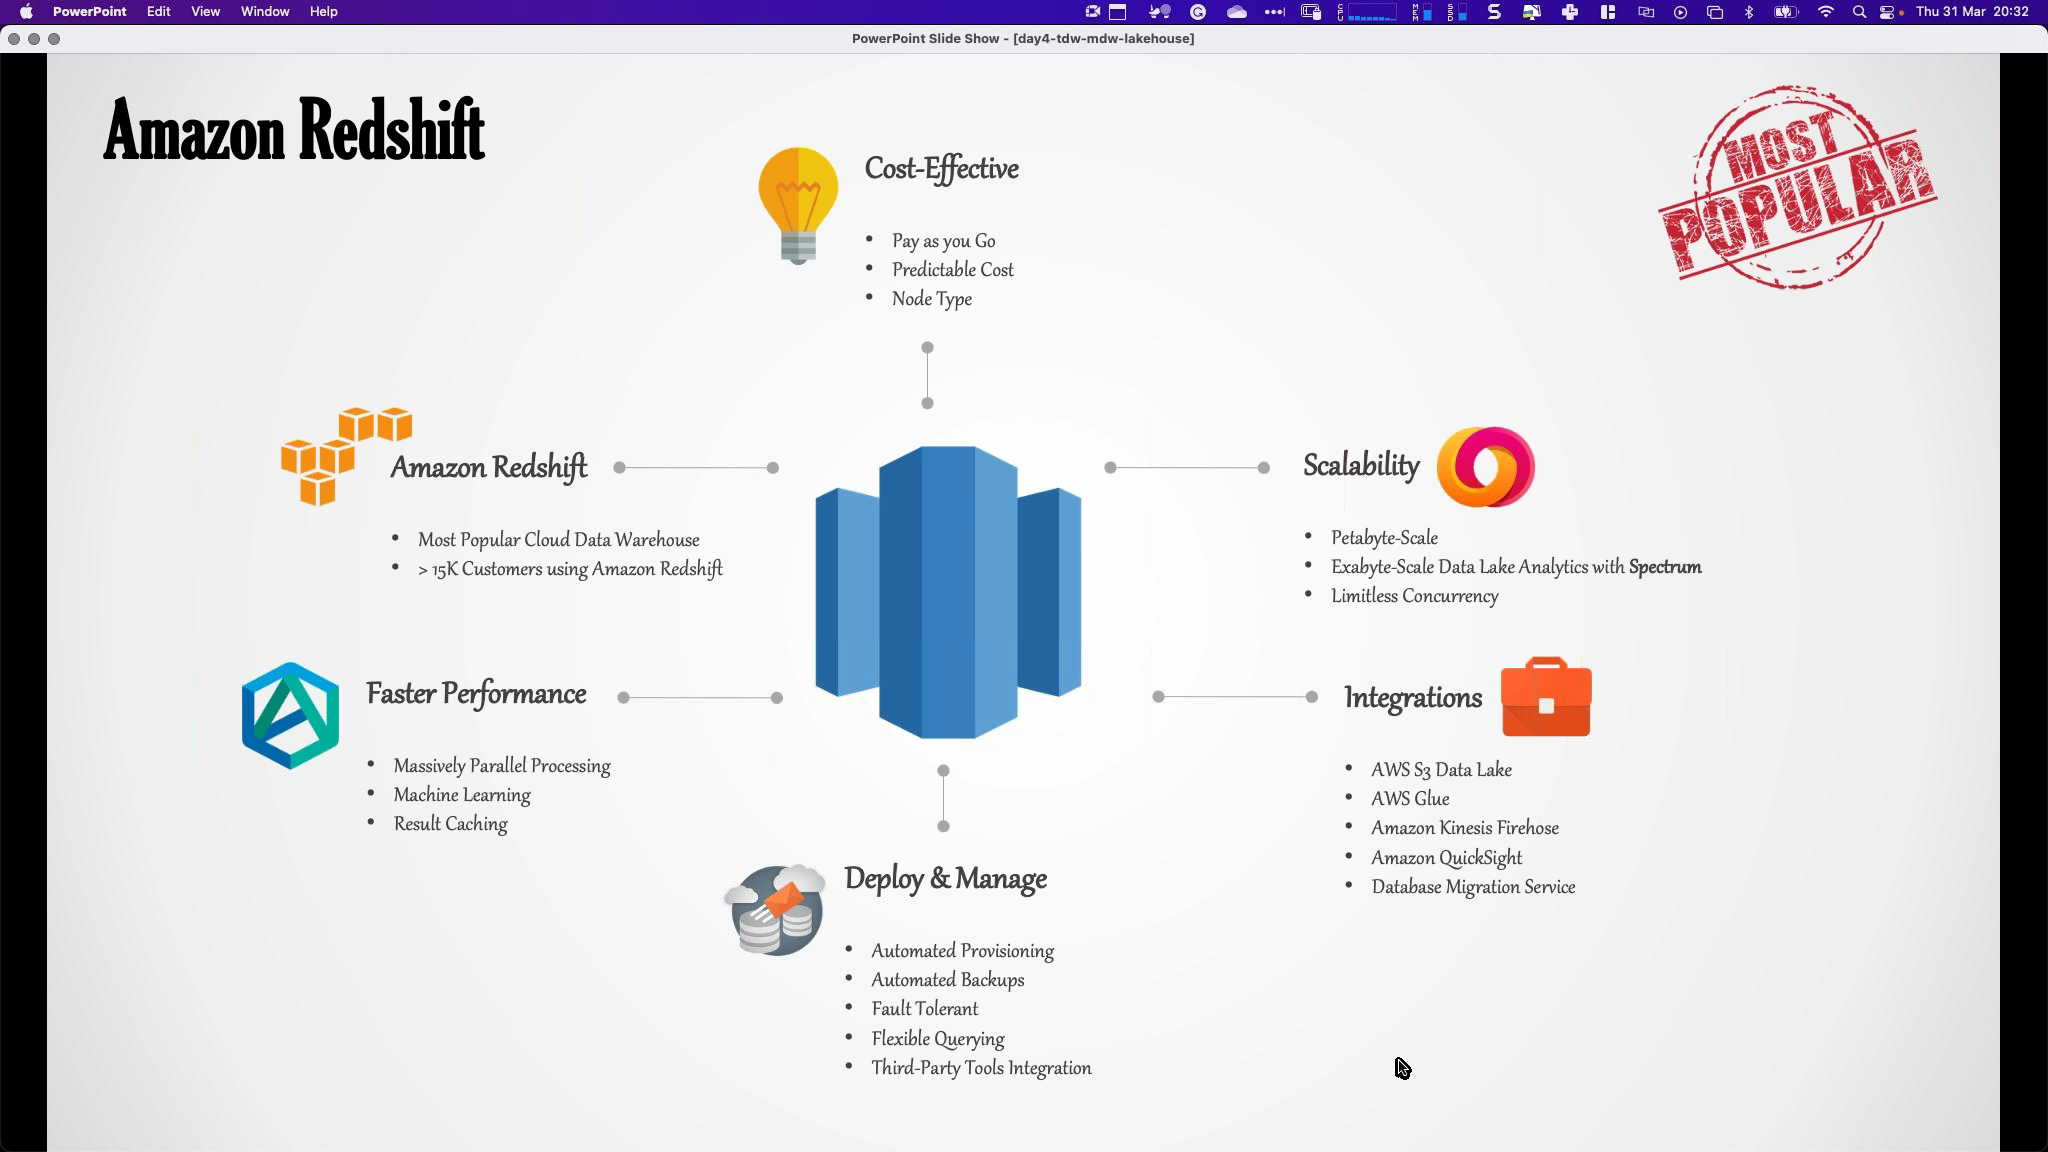 PowerPoint Edit View Window Help
CPU MEM SSD Thu 31 Mar 20:32
PowerPoint Slide Show - [day4-tdw-mdw-lakehouse]
Amazon Redshift
MOST
POPULAR
Cost-Effective
• Pay as you Go
• Predictable Cost
• Node Type
Amazon Redshift
• Most Popular Cloud Data Warehouse
• > 15K Customers using Amazon Redshift
Scalability
• Petabyte-Scale
• Exabyte-Scale Data Lake Analytics with Spectrum
• Limitless Concurrency
Faster Performance
• Massively Parallel Processing
• Machine Learning
• Result Caching
Integrations
• AWS S3 Data Lake
• AWS Glue
• Amazon Kinesis Firehose
• Amazon QuickSight
• Database Migration Service
Deploy & Manage
• Automated Provisioning
• Automated Backups
• Fault Tolerant
• Flexible Querying
• Third-Party Tools Integration